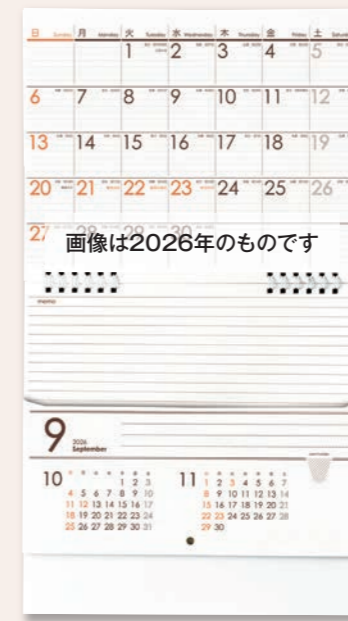 日 Sunday 月 Monday 火 Tuesday 水 Wednesday 木 Thursday 金 Friday 土 Saturday
1 2 3 4 5
6 7 8 9 10 11 12
13 14 15 16 17 18 19
20 21 22 23 24 25 26
27 28 29 30
画像は2026年のものです
memo
9 2026
September
10
1 2 3
4 5 6 7 8 9 10
11 12 13 14 15 16 17
18 19 20 21 22 23 24
25 26 27 28 29 30 31
11
1 2 3 4 5 6 7
8 9 10 11 12 13 14
15 16 17 18 19 20 21
22 23 24 25 26 27 28
29 30